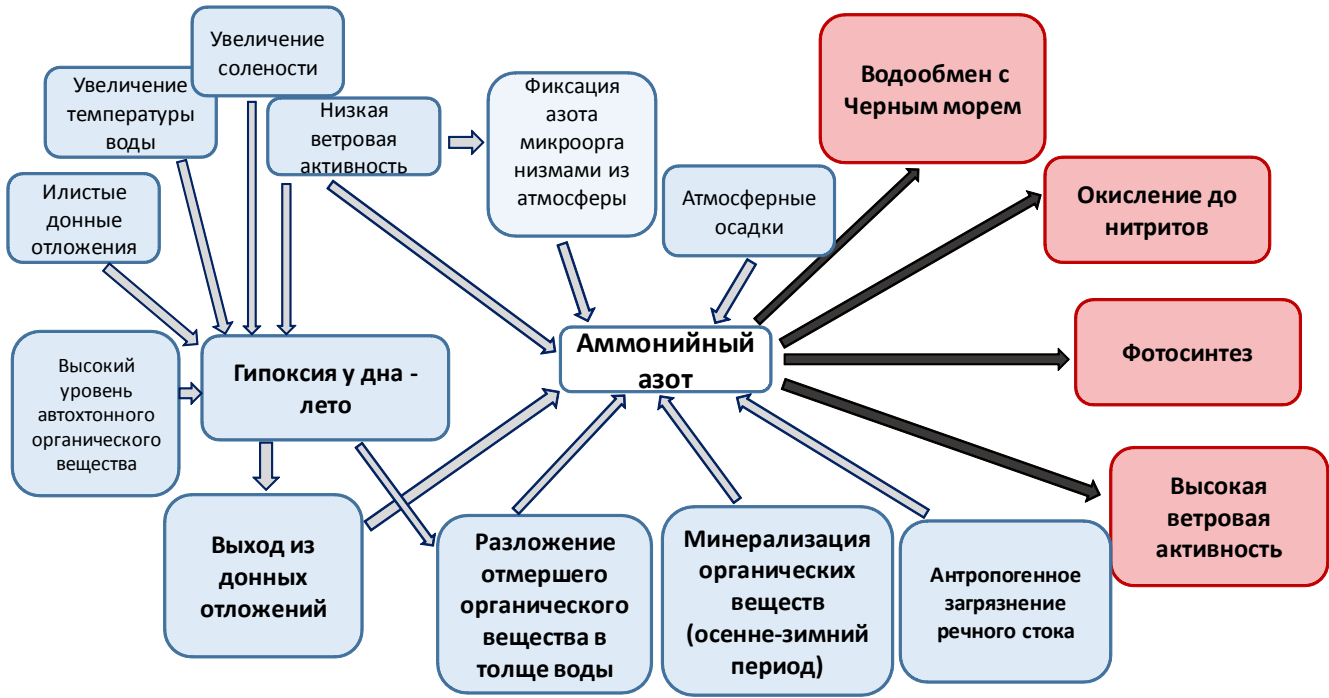 Увеличение
солености
Увеличение
температуры
воды
Низкая
ветровая
активность
Фиксация
азота
микроорга
низмами из
атмосферы
Водообмен с
Черным морем
Илистые
донные
отложения
Атмосферные
осадки
Окисление до
нитритов
Высокий
уровень
автохтонного
органического
вещества
Гипоксия у дна -
лето
Аммонийный
азот
Фотосинтез
Выход из
донных
отложений
Разложение
отмершего
органического
вещества в
толще воды
Минерализация
органических
веществ
(осенне-зимний
период)
Антропогенное
загрязнение
речного стока
Высокая
ветровая
активность